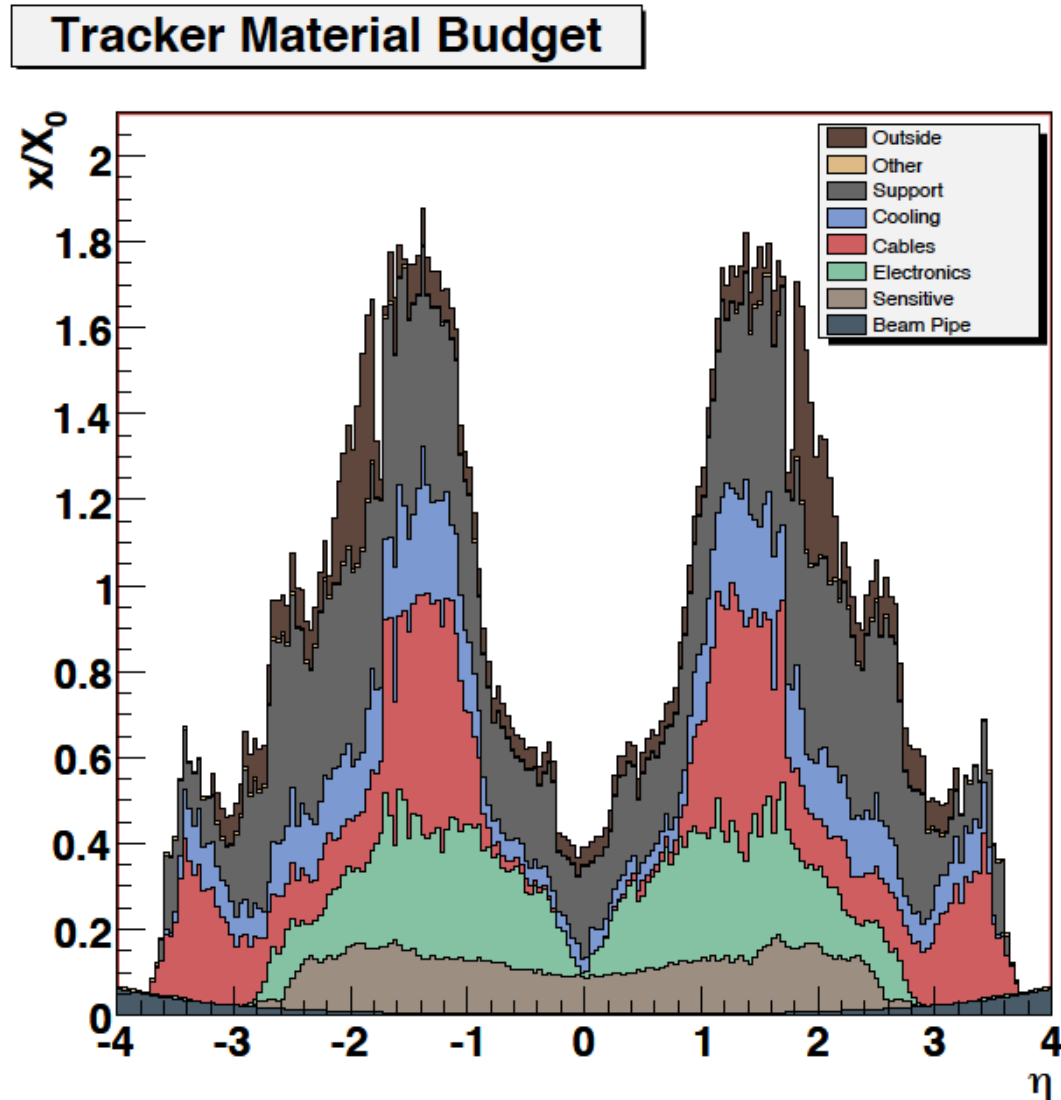 Tracker Material Budget
x/X₀
2
1.8
1.6
1.4
1.2
1
0.8
0.6
0.4
0.2
0
-4 -3 -2 -1 0 1 2 3 4
η
Outside
Other
Support
Cooling
Cables
Electronics
Sensitive
Beam Pipe